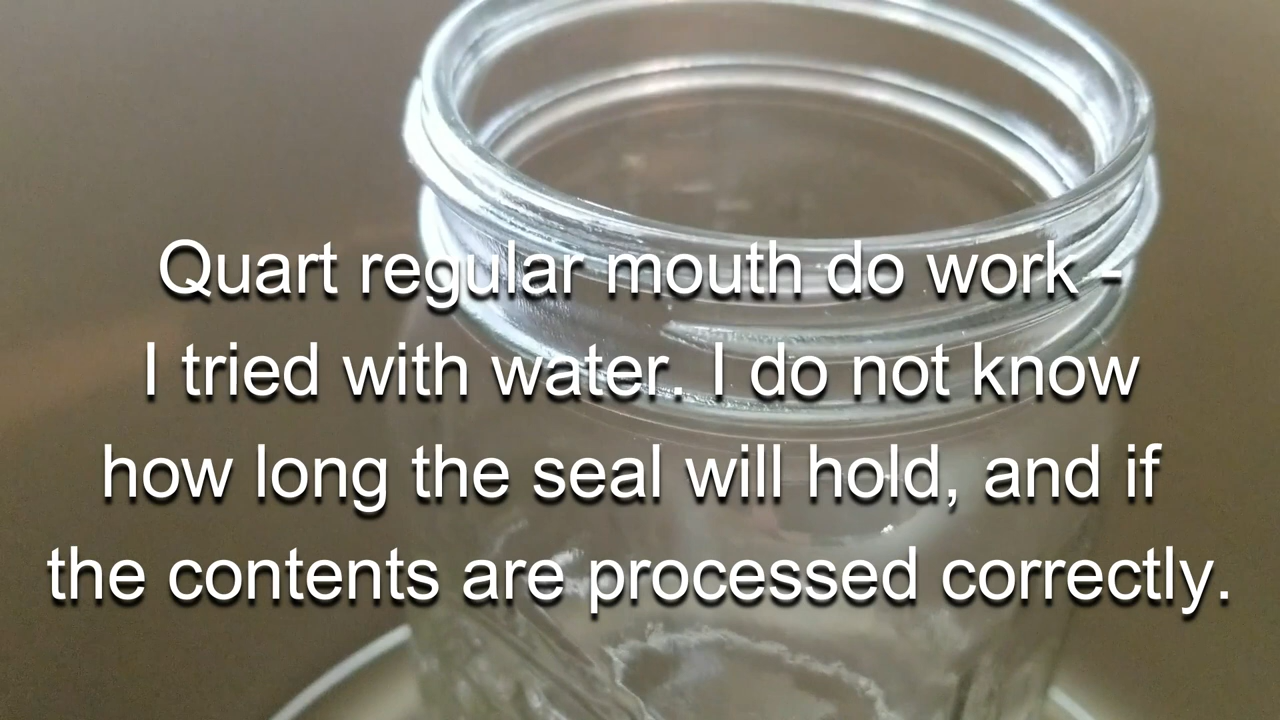 Quart regular mouth do work -
I tried with water. I do not know
how long the seal will hold, and if
the contents are processed correctly.